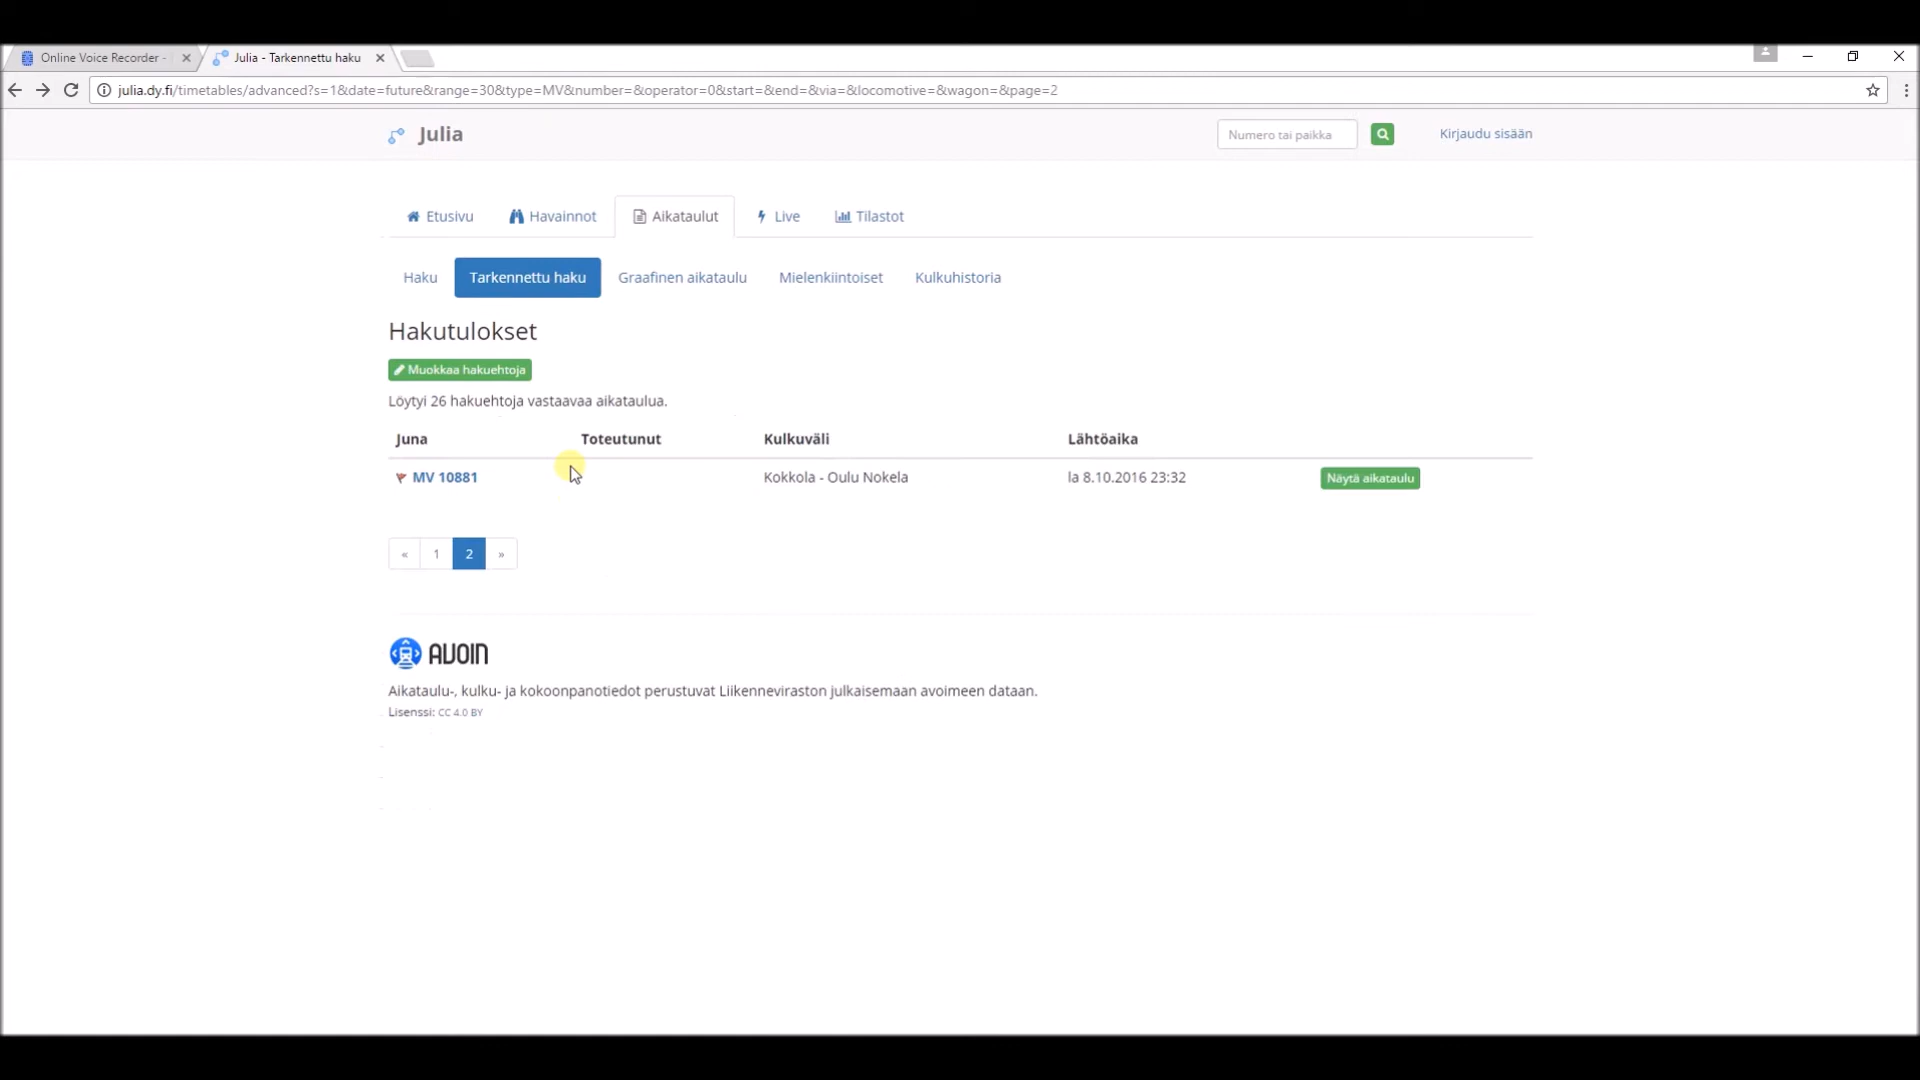 Online Voice Recorder -
Julia - Tarkennettu haku
julia.dy.fi/timetables/advanced?s=1&date=future&range=30&type=MV&number=&operator=0&start=&end=&via=&locomotive=&wagon=&page=2
Julia
Numero tai paikka
Kirjaudu sisään
Etusivu
Havainnot
Aikataulut
Live
Tilastot
Haku
Tarkennettu haku
Graafinen aikataulu
Mielenkiintoiset
Kulkuhistoria
Hakutulokset
Muokkaa hakuehtoja
Löytyi 26 hakuehtoja vastaavaa aikataulua.
Juna Toteutunut Kulkuväli Lähtöaika
MV 10881 Kokkola - Oulu Nokela la 8.10.2016 23:32 Näytä aikataulu
« 1 2 »
AVOIN
Aikataulu-, kulku- ja kokoonpanotiedot perustuvat Liikenneviraston julkaisemaan avoimeen dataan.
Lisenssi: CC 4.0 BY